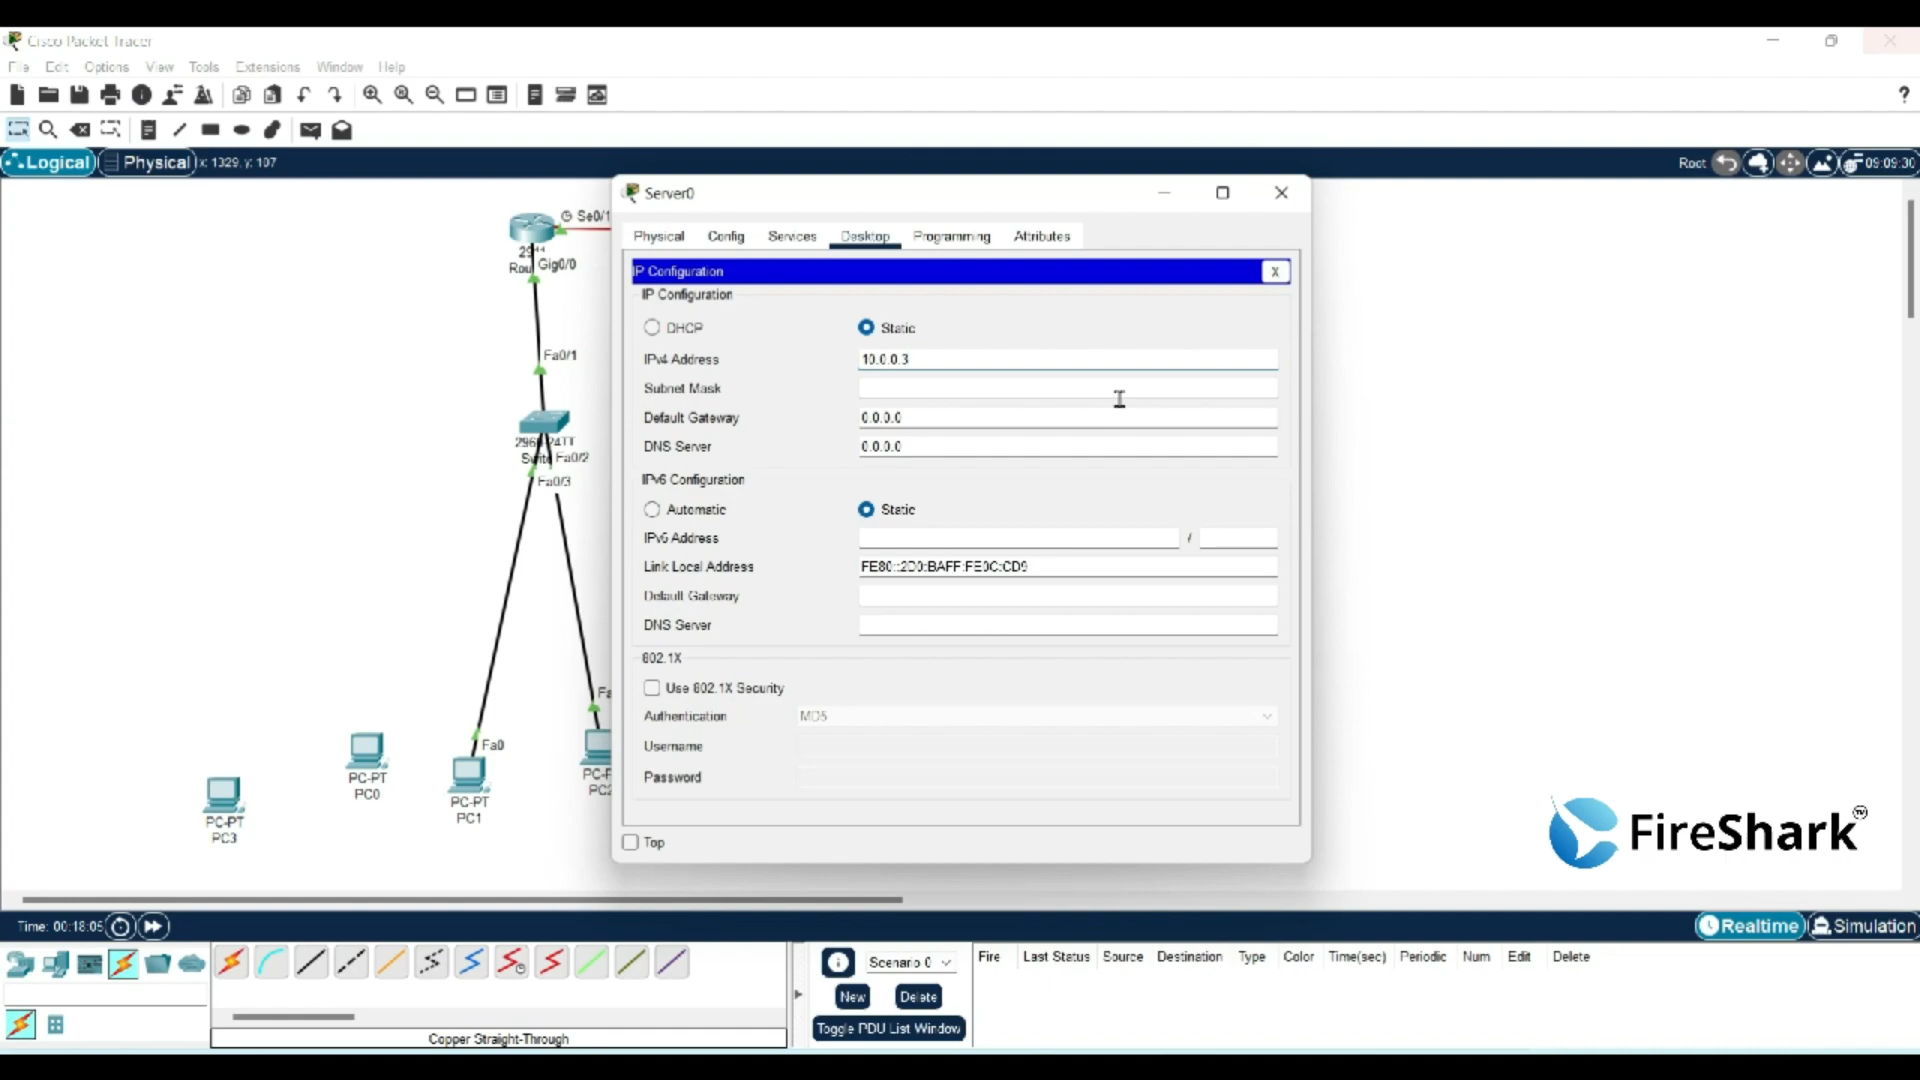 Cisco Packet Tracer
File Edit Options View Tools Extensions Window Help
?
Logical Physical x: 1329, y: 107 Root 09:09:30
Server0
Physical Config Services Desktop Programming Attributes
IP Configuration X
IP Configuration
DHCP Static
IPv4 Address 10.0.0.3
Subnet Mask
Default Gateway 0.0.0.0
DNS Server 0.0.0.0
IPv6 Configuration
Automatic Static
IPv6 Address /
Link Local Address FE80::2D0:BAFF:FE0C:CD9
Default Gateway
DNS Server
802.1X
Use 802.1X Security
Authentication MD5
Username
Password
Top
Se0/1
Rou Gig0/0
Fa0/1
Fa0/2
Fa0/3
Fa0
PC-PT
PC0
PC-PT
PC1
PC-PT
PC3
FireShark TM
Time: 00:18:05 Realtime Simulation
Scenario 0
New Delete
Toggle PDU List Window
Fire Last Status Source Destination Type Color Time(sec) Periodic Num Edit Delete
Copper Straight-Through